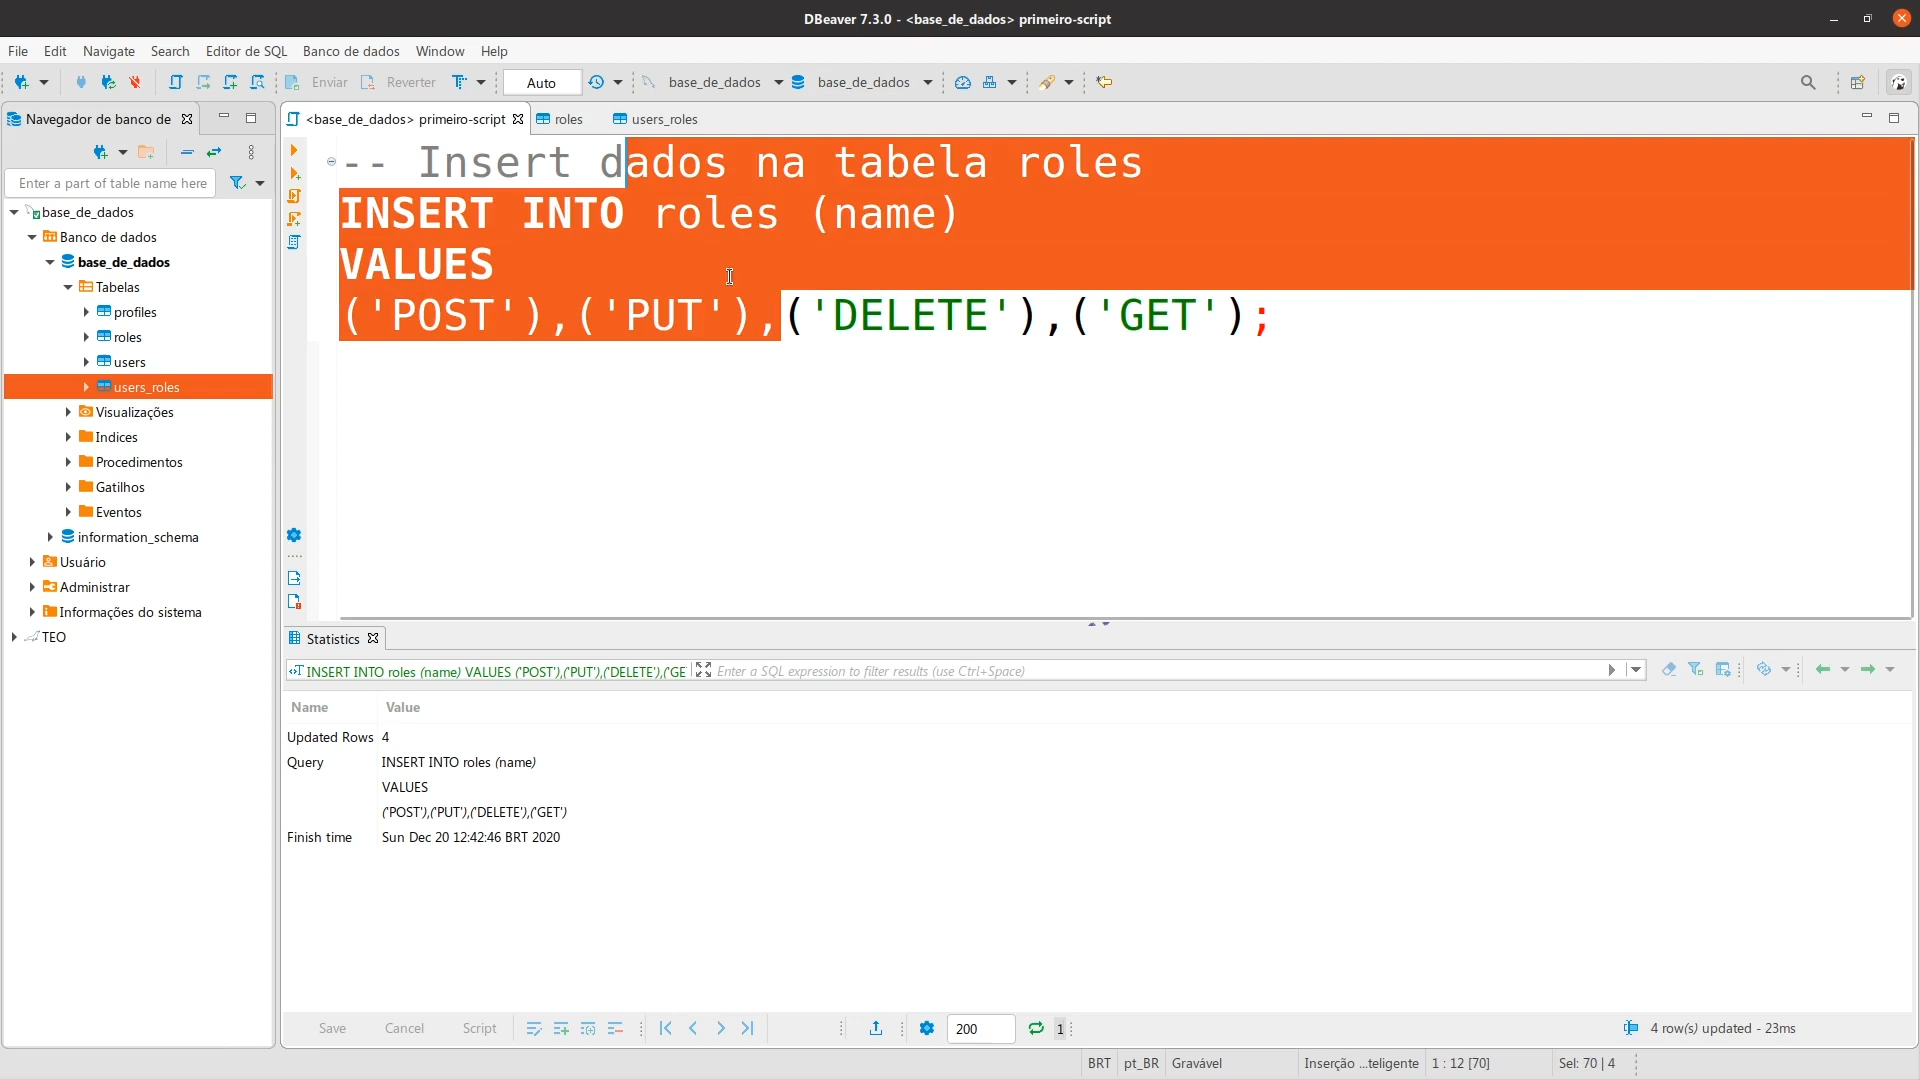 DBeaver 7.3.0 - <base_de_dados> primeiro-script
File Edit Navigate Search Editor de SQL Banco de dados Window Help
Enviar Reverter Auto base_de_dados base_de_dados
Navegador de banco de
<base_de_dados> primeiro-script roles users_roles
Enter a part of table name here
base_de_dados
Banco de dados
base_de_dados
Tabelas
profiles
roles
users
users_roles
Visualizações
Indices
Procedimentos
Gatilhos
Eventos
information_schema
Usuário
Administrar
Informações do sistema
TEO
-- Insert dados na tabela roles
INSERT INTO roles (name)
VALUES
('POST'),('PUT'),('DELETE'),('GET');
Statistics
INSERT INTO roles (name) VALUES ('POST'),('PUT'),('DELETE'),('GE
Enter a SQL expression to filter results (use Ctrl+Space)
Name Value
Updated Rows 4
Query INSERT INTO roles (name)
VALUES
('POST'),('PUT'),('DELETE'),('GET')
Finish time Sun Dec 20 12:42:46 BRT 2020
Save Cancel Script 200 1 4 row(s) updated - 23ms
BRT pt_BR Gravável Inserção ...teligente 1 : 12 [70] Sel: 70 | 4